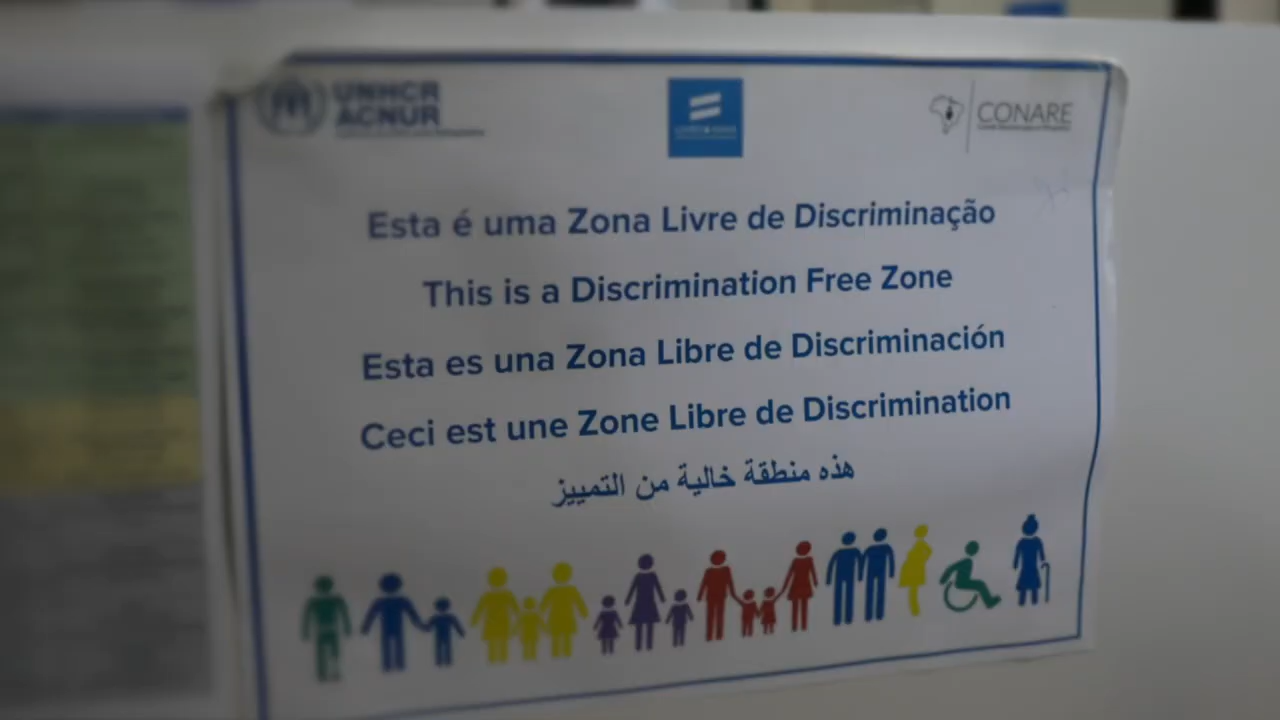 UNHCR
ACNUR
CONARE
Esta é uma Zona Livre de Discriminação
This is a Discrimination Free Zone
Esta es una Zona Libre de Discriminación
Ceci est une Zone Libre de Discrimination
هذه منطقة خالية من التمييز